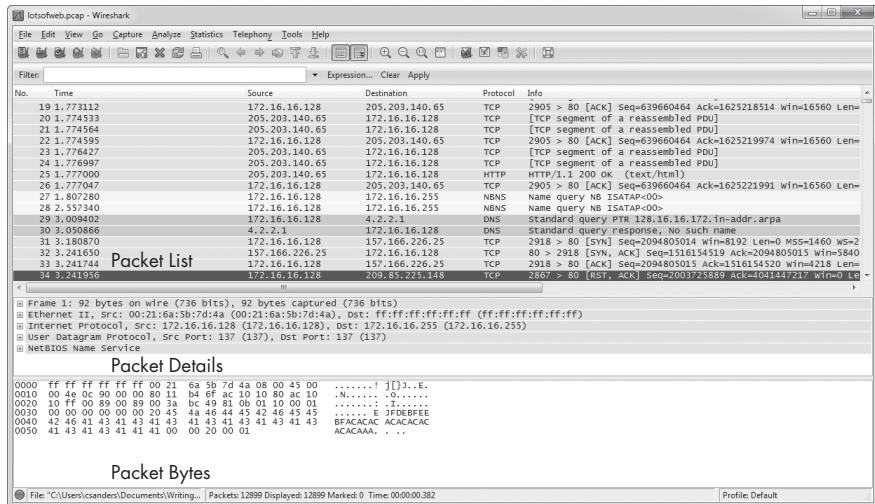 lotsofweb.pcap - Wireshark
File Edit View Go Capture Analyze Statistics Telephony Tools Help
Filter: Expression... Clear Apply
No. Time Source Destination Protocol Info
19 1.773112 172.16.16.128 205.203.140.65 TCP 2905 > 80 [ACK] Seq=639660464 Ack=1625218514 Win=16560 Len=
20 1.774533 205.203.140.65 172.16.16.128 TCP [TCP segment of a reassembled PDU]
21 1.774564 205.203.140.65 172.16.16.128 TCP [TCP segment of a reassembled PDU]
22 1.774595 172.16.16.128 205.203.140.65 TCP 2905 > 80 [ACK] Seq=639660464 Ack=1625219974 Win=16560 Len=
23 1.776427 205.203.140.65 172.16.16.128 TCP [TCP segment of a reassembled PDU]
24 1.776997 205.203.140.65 172.16.16.128 TCP [TCP segment of a reassembled PDU]
25 1.777000 205.203.140.65 172.16.16.128 HTTP HTTP/1.1 200 OK (text/html)
26 1.777047 172.16.16.128 205.203.140.65 TCP 2905 > 80 [ACK] Seq=639660464 Ack=1625221991 Win=16560 Len=
27 1.807280 172.16.16.128 172.16.16.255 NBNS Name query NB ISATAP<00>
28 2.557340 172.16.16.128 172.16.16.255 NBNS Name query NB ISATAP<00>
29 3.009402 172.16.16.128 4.2.2.1 DNS Standard query PTR 128.16.16.172.in-addr.arpa
30 3.050866 4.2.2.1 172.16.16.128 DNS Standard query response, No such name
31 3.180870 172.16.16.128 157.166.226.25 TCP 2918 > 80 [SYN] Seq=2094805014 Win=8192 Len=0 MSS=1460 WS=2
32 3.241650 157.166.226.25 172.16.16.128 TCP 80 > 2918 [SYN, ACK] Seq=1516154519 Ack=2094805015 Win=5840
33 3.241744 172.16.16.128 157.166.226.25 TCP 2918 > 80 [ACK] Seq=2094805015 Ack=1516154520 Win=4218 Len=
34 3.241956 172.16.16.128 209.85.225.148 TCP 2867 > 80 [RST, ACK] Seq=2003725889 Ack=4041447217 Win=0 Le
Packet List
Frame 1: 92 bytes on wire (736 bits), 92 bytes captured (736 bits)
Ethernet II, Src: 00:21:6a:5b:7d:4a (00:21:6a:5b:7d:4a), Dst: ff:ff:ff:ff:ff:ff (ff:ff:ff:ff:ff:ff)
Internet Protocol, Src: 172.16.16.128 (172.16.16.128), Dst: 172.16.16.255 (172.16.16.255)
User Datagram Protocol, Src Port: 137 (137), Dst Port: 137 (137)
NetBIOS Name Service
Packet Details
0000 ff ff ff ff ff ff 00 21 6a 5b 7d 4a 08 00 45 00 .......! j[}J..E.
0010 00 4e 0c 90 00 00 80 11 b4 6f ac 10 10 80 ac 10 .N...... .o......
0020 10 ff 00 89 00 89 00 3a bc 49 81 0b 01 10 00 01 .......: .I......
0030 00 00 00 00 00 00 20 45 4a 46 44 45 42 46 45 45 ...... E JFDEBFEE
0040 42 46 41 43 41 43 41 43 41 43 41 43 41 43 41 43 BFACACAC ACACACAC
0050 41 43 41 43 41 41 41 00 00 20 00 01 ACACAAA. . ..
Packet Bytes
File: "C:\Users\csanders\Documents\Writing... Packets: 12899 Displayed: 12899 Marked: 0 Time: 00:00:00.382 Profile: Default